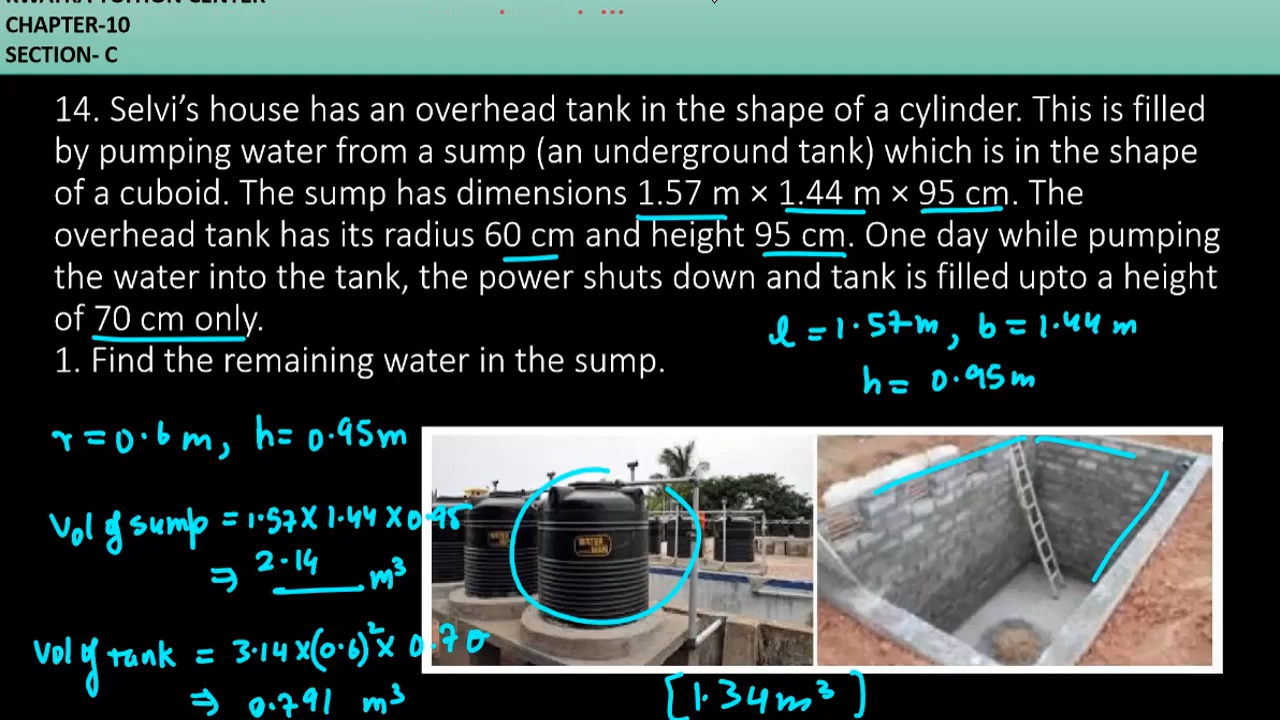 KWATRA TUITION CENTER
CHAPTER-10
SECTION- C
14. Selvi’s house has an overhead tank in the shape of a cylinder. This is filled
by pumping water from a sump (an underground tank) which is in the shape
of a cuboid. The sump has dimensions 1.57 m × 1.44 m × 95 cm. The
overhead tank has its radius 60 cm and height 95 cm. One day while pumping
the water into the tank, the power shuts down and tank is filled upto a height
of 70 cm only.
l = 1.57m, b = 1.44 m
1. Find the remaining water in the sump.
h = 0.95m
r = 0.6 m, h = 0.95m
Vol of sump = 1.57 X 1.44 X 0.95
⇒ 2.14 m³
WATER
MAN
Vol of tank = 3.14 X (0.6)² X 0.70
⇒ 0.791 m³
[1.34m³]